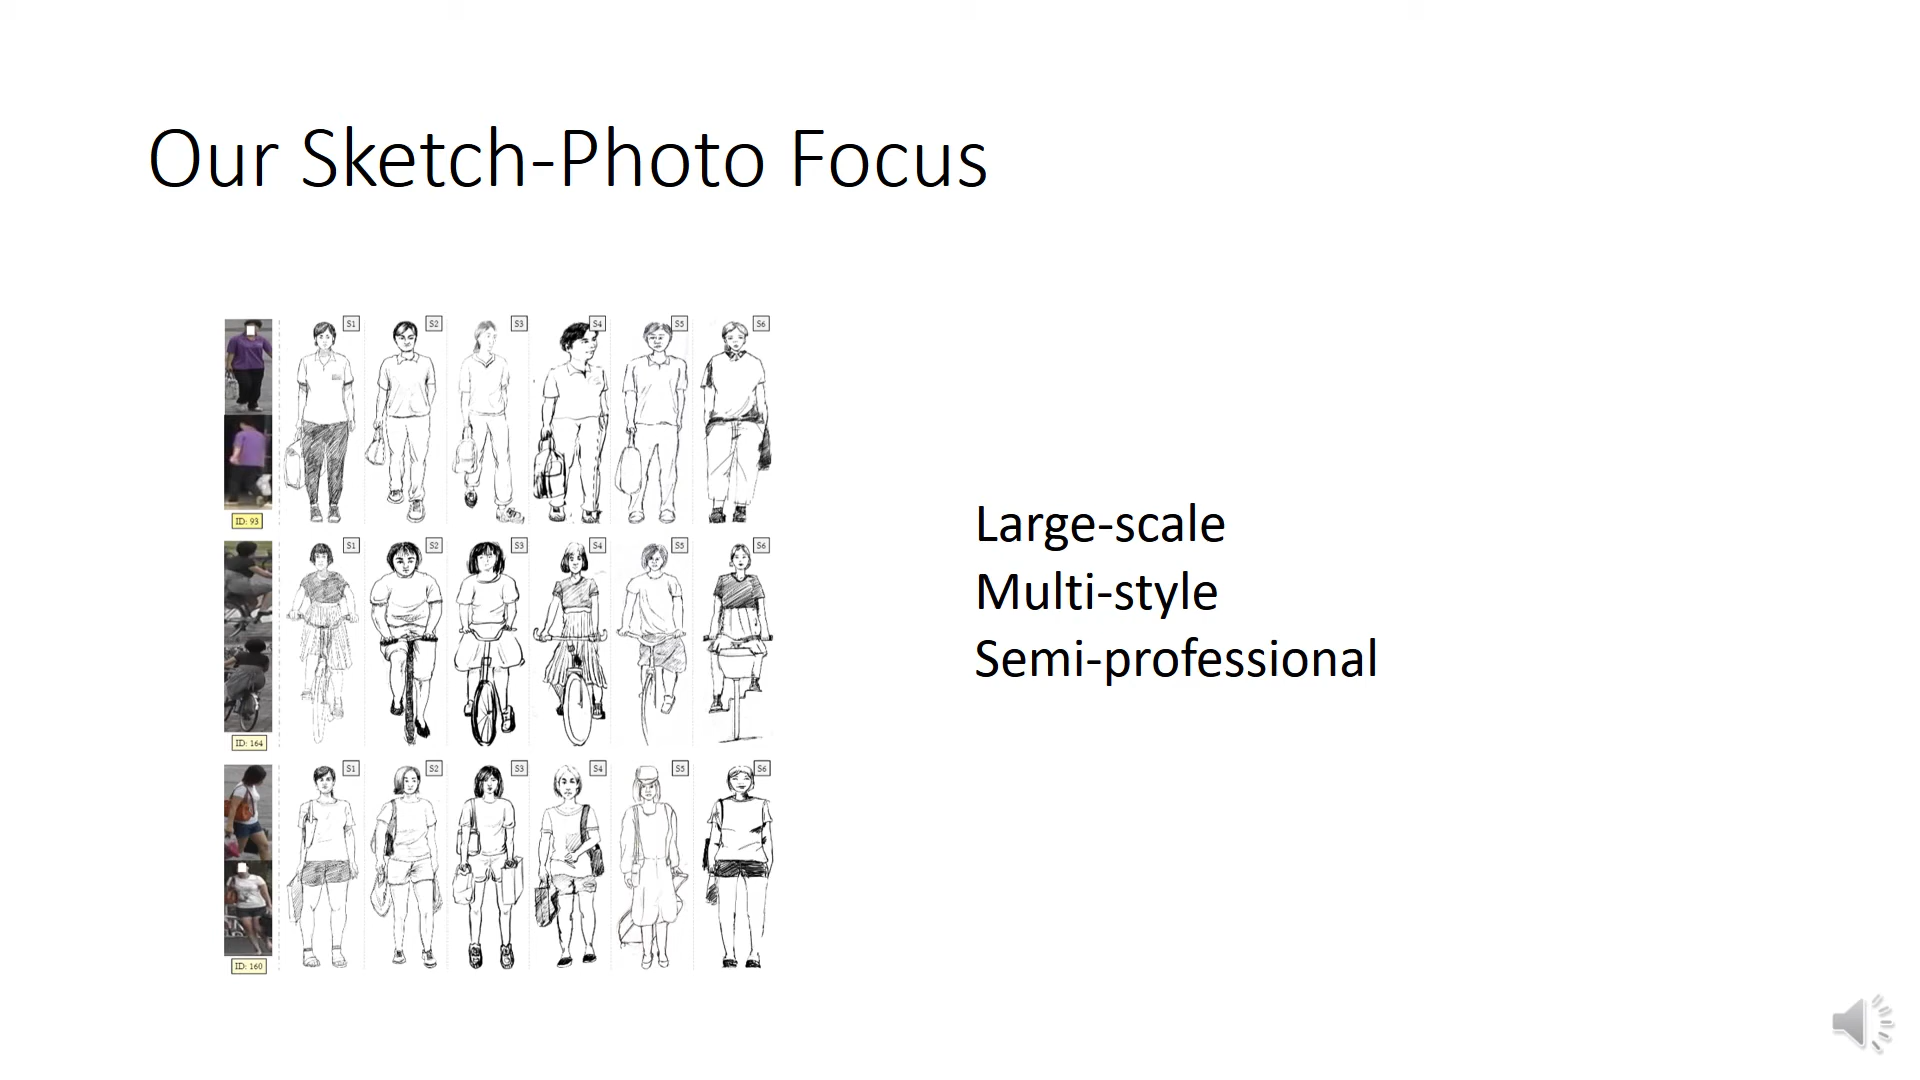 Our Sketch-Photo Focus
S1 S2 S3 S4 S5 S6
ID: 93
S1 S2 S3 S4 S5 S6
ID: 164
S1 S2 S3 S4 S5 S6
ID: 160
Large-scale
Multi-style
Semi-professional